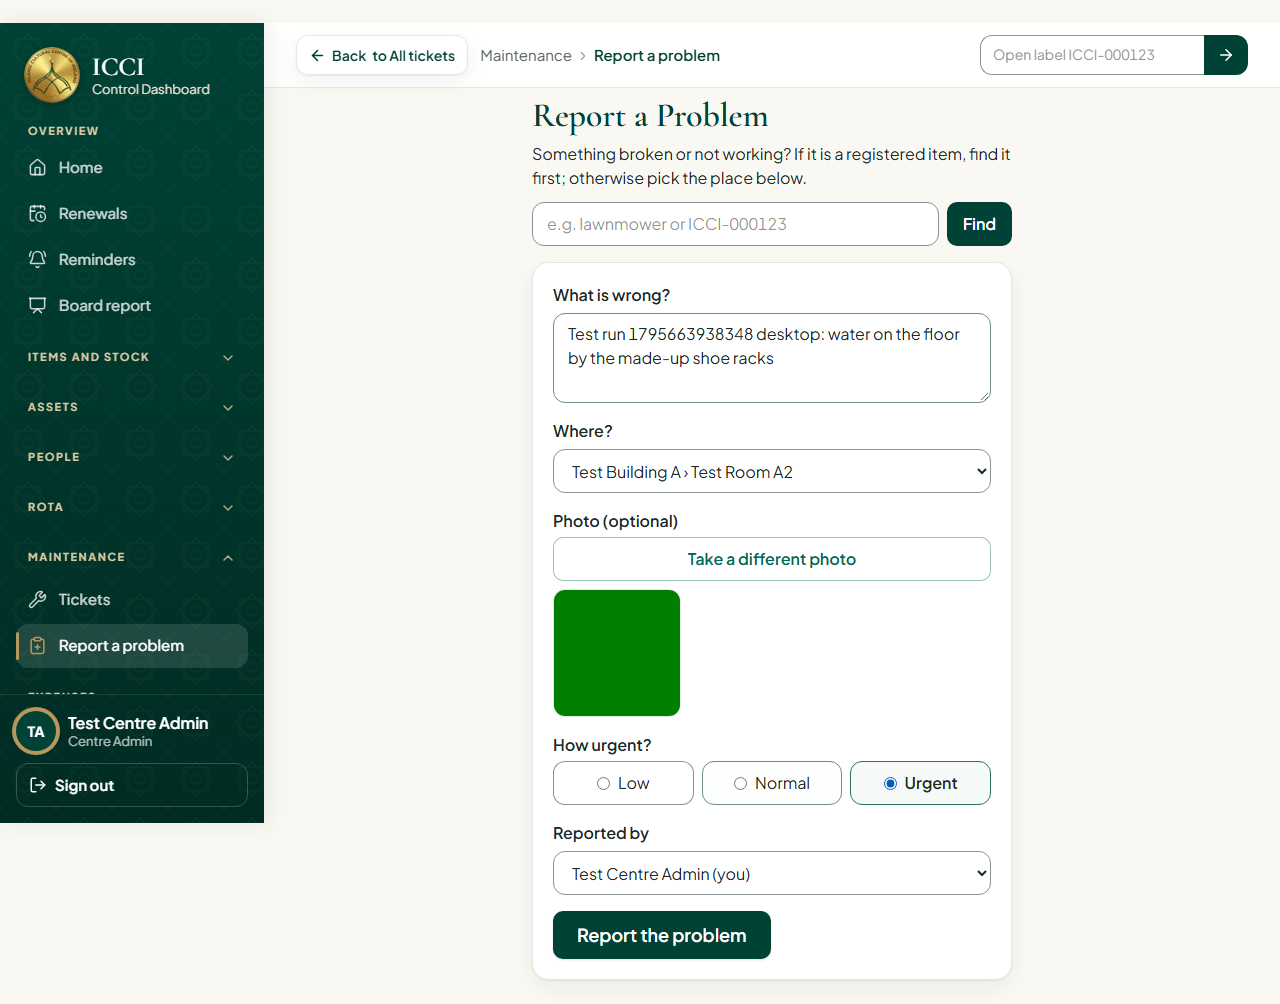 ICCI
Control Dashboard
OVERVIEW
Home
Renewals
Reminders
Board report
ITEMS AND STOCK
ASSETS
PEOPLE
ROTA
MAINTENANCE
Tickets
Report a problem
TA
Test Centre Admin
Centre Admin
Sign out
← Back to All tickets
Maintenance › Report a problem
Open label ICCI-000123
→
Report a Problem
Something broken or not working? If it is a registered item, find it
first; otherwise pick the place below.
e.g. lawnmower or ICCI-000123
Find
What is wrong?
Test run 1795663938348 desktop: water on the floor
by the made-up shoe racks
Where?
Test Building A › Test Room A2
Photo (optional)
Take a different photo
How urgent?
Low
Normal
Urgent
Reported by
Test Centre Admin (you)
Report the problem